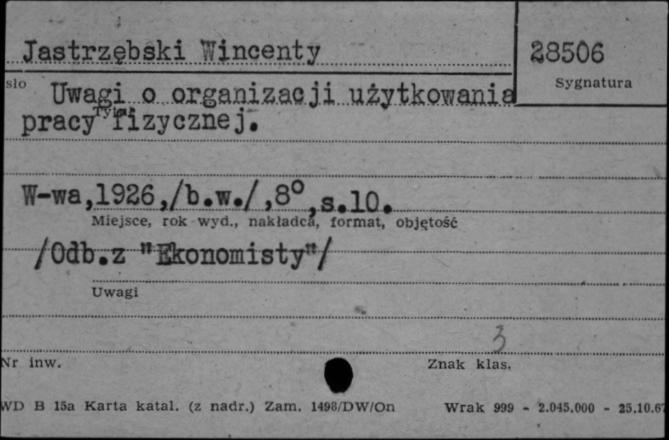 Jastrzębski Wincenty
28506
Sygnatura
sło
Uwagi o organizacji użytkowania
Tytuł
pracy fizycznej.
W-wa,1926,/b.w./,8°,s.10.
Miejsce, rok wyd., nakładca, format, objętość
/Odb.z "Ekonomisty"/
Uwagi
3
Nr inw.
Znak klas.
WD B 15a Karta katal. (z nadr.) Zam. 1498/DW/On
Wrak 999 - 2.045.000 - 25.10.67